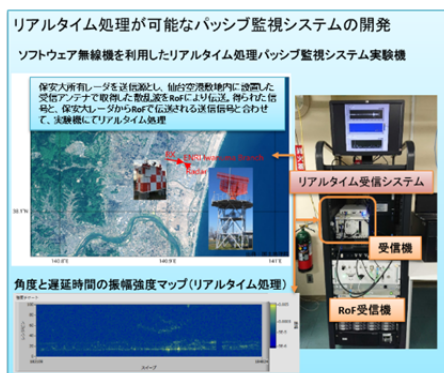 リアルタイム処理が可能なパッシブ監視システムの開発
ソフトウェア無線機を利用したリアルタイム処理パッシブ監視システム実験機
保安大所有レーダを送信源とし、仙台空港敷地内に設置した
受信アンテナで取得した散乱波をRoFにより伝送。得られた信
号と、保安大レーダからRoFで伝送される送信信号と合わせ
て、実験機にてリアルタイム処理
Radar
リアルタイム受信システム
受信機
RoF受信機
角度と遅延時間の振幅強度マップ(リアルタイム処理)
スイープ